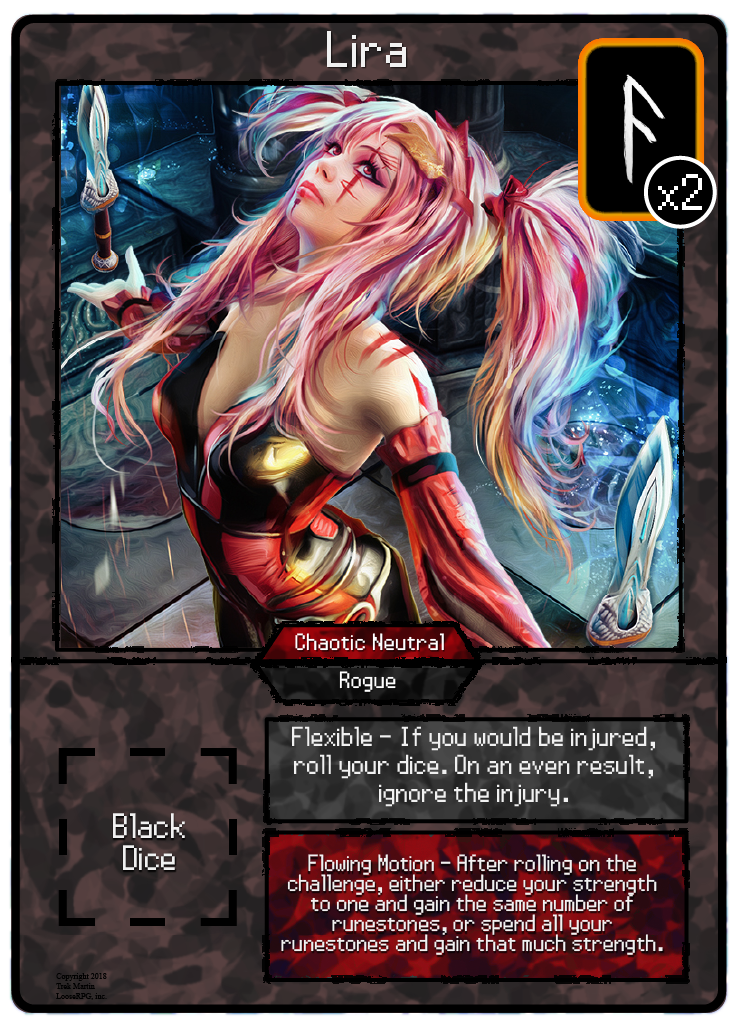 Lira
ᚨ
x2
Chaotic Neutral
Rogue
Flexible - If you would be injured,
roll your dice. On an even result,
ignore the injury.
Black
Dice
Flowing Motion - After rolling on the
challenge, either reduce your strength
to one and gain the same number of
runestones, or spend all your
runestones and gain that much strength.
Copyright 2018
Trek Martin
LooseRPG, inc.